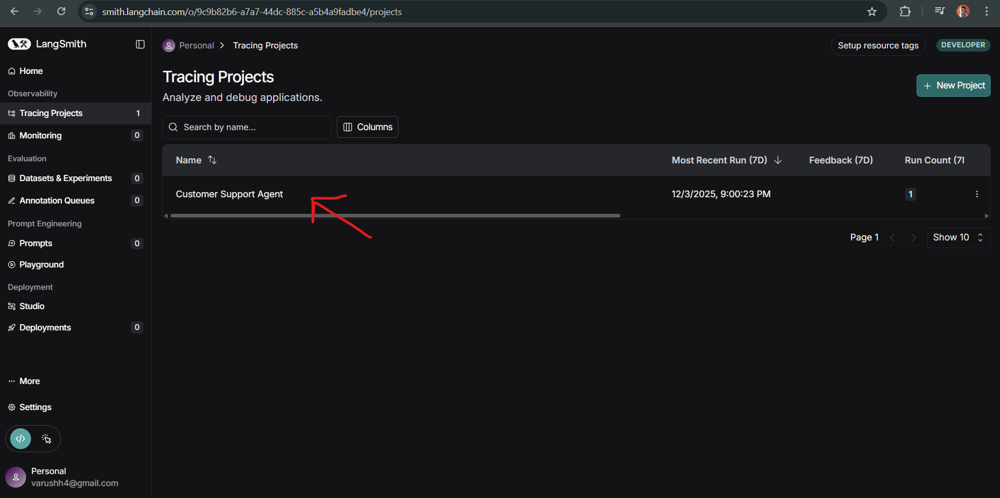 smith.langchain.com/o/9c9b82b6-a7a7-44dc-885c-a5b4a9fadbe4/projects
LangSmith
Home
Observability
Tracing Projects 1
Monitoring 0
Evaluation
Datasets & Experiments 0
Annotation Queues 0
Prompt Engineering
Prompts 0
Playground
Deployment
Studio
Deployments 0
More
Settings
Personal
varushh4@gmail.com
Personal > Tracing Projects
Setup resource tags
DEVELOPER
Tracing Projects
Analyze and debug applications.
+ New Project
Search by name...
Columns
Name Most Recent Run (7D) Feedback (7D) Run Count (7D
Customer Support Agent 12/3/2025, 9:00:23 PM 1
Page 1 Show 10